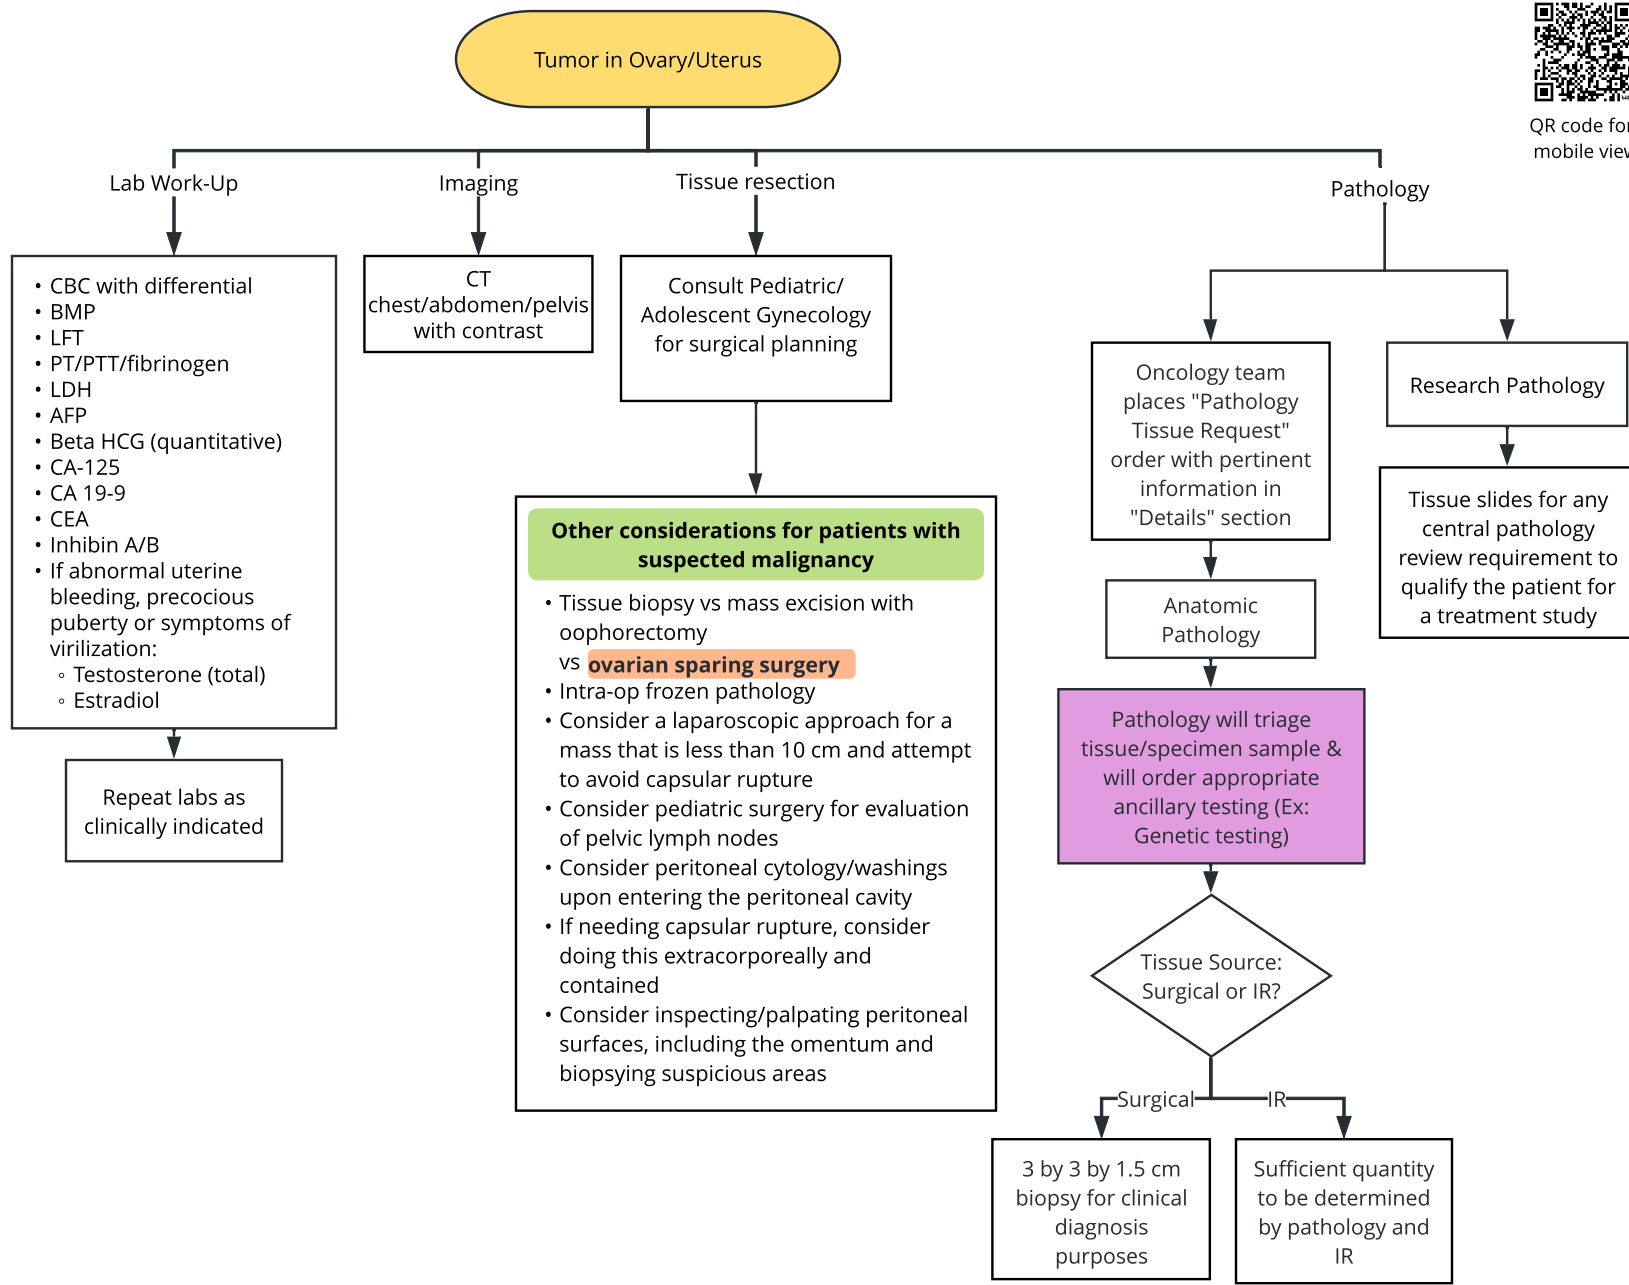 Tumor in Ovary/Uterus
QR code for
mobile view
Lab Work-Up
Imaging
Tissue resection
Pathology
• CBC with differential
• BMP
• LFT
• PT/PTT/fibrinogen
• LDH
• AFP
• Beta HCG (quantitative)
• CA-125
• CA 19-9
• CEA
• Inhibin A/B
• If abnormal uterine
bleeding, precocious
puberty or symptoms of
virilization:
◦ Testosterone (total)
◦ Estradiol
Repeat labs as
clinically indicated
CT
chest/abdomen/pelvis
with contrast
Consult Pediatric/
Adolescent Gynecology
for surgical planning
Other considerations for patients with
suspected malignancy
• Tissue biopsy vs mass excision with
oophorectomy
vs ovarian sparing surgery
• Intra-op frozen pathology
• Consider a laparoscopic approach for a
mass that is less than 10 cm and attempt
to avoid capsular rupture
• Consider pediatric surgery for evaluation
of pelvic lymph nodes
• Consider peritoneal cytology/washings
upon entering the peritoneal cavity
• If needing capsular rupture, consider
doing this extracorporeally and
contained
• Consider inspecting/palpating peritoneal
surfaces, including the omentum and
biopsying suspicious areas
Oncology team
places "Pathology
Tissue Request"
order with pertinent
information in
"Details" section
Anatomic
Pathology
Pathology will triage
tissue/specimen sample &
will order appropriate
ancillary testing (Ex:
Genetic testing)
Tissue Source:
Surgical or IR?
Surgical
IR
3 by 3 by 1.5 cm
biopsy for clinical
diagnosis
purposes
Sufficient quantity
to be determined
by pathology and
IR
Research Pathology
Tissue slides for any
central pathology
review requirement to
qualify the patient for
a treatment study